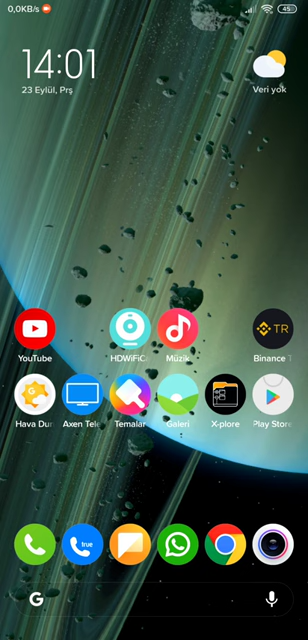 0,0KB/s
45
14:01
23 Eylül, Prş
Veri yok
TR
YouTube
HDWiFiC
Müzik
Binance T
G
Hava Dur
Axen Tele
Temalar
Galeri
X-plore
Play Store
true
G